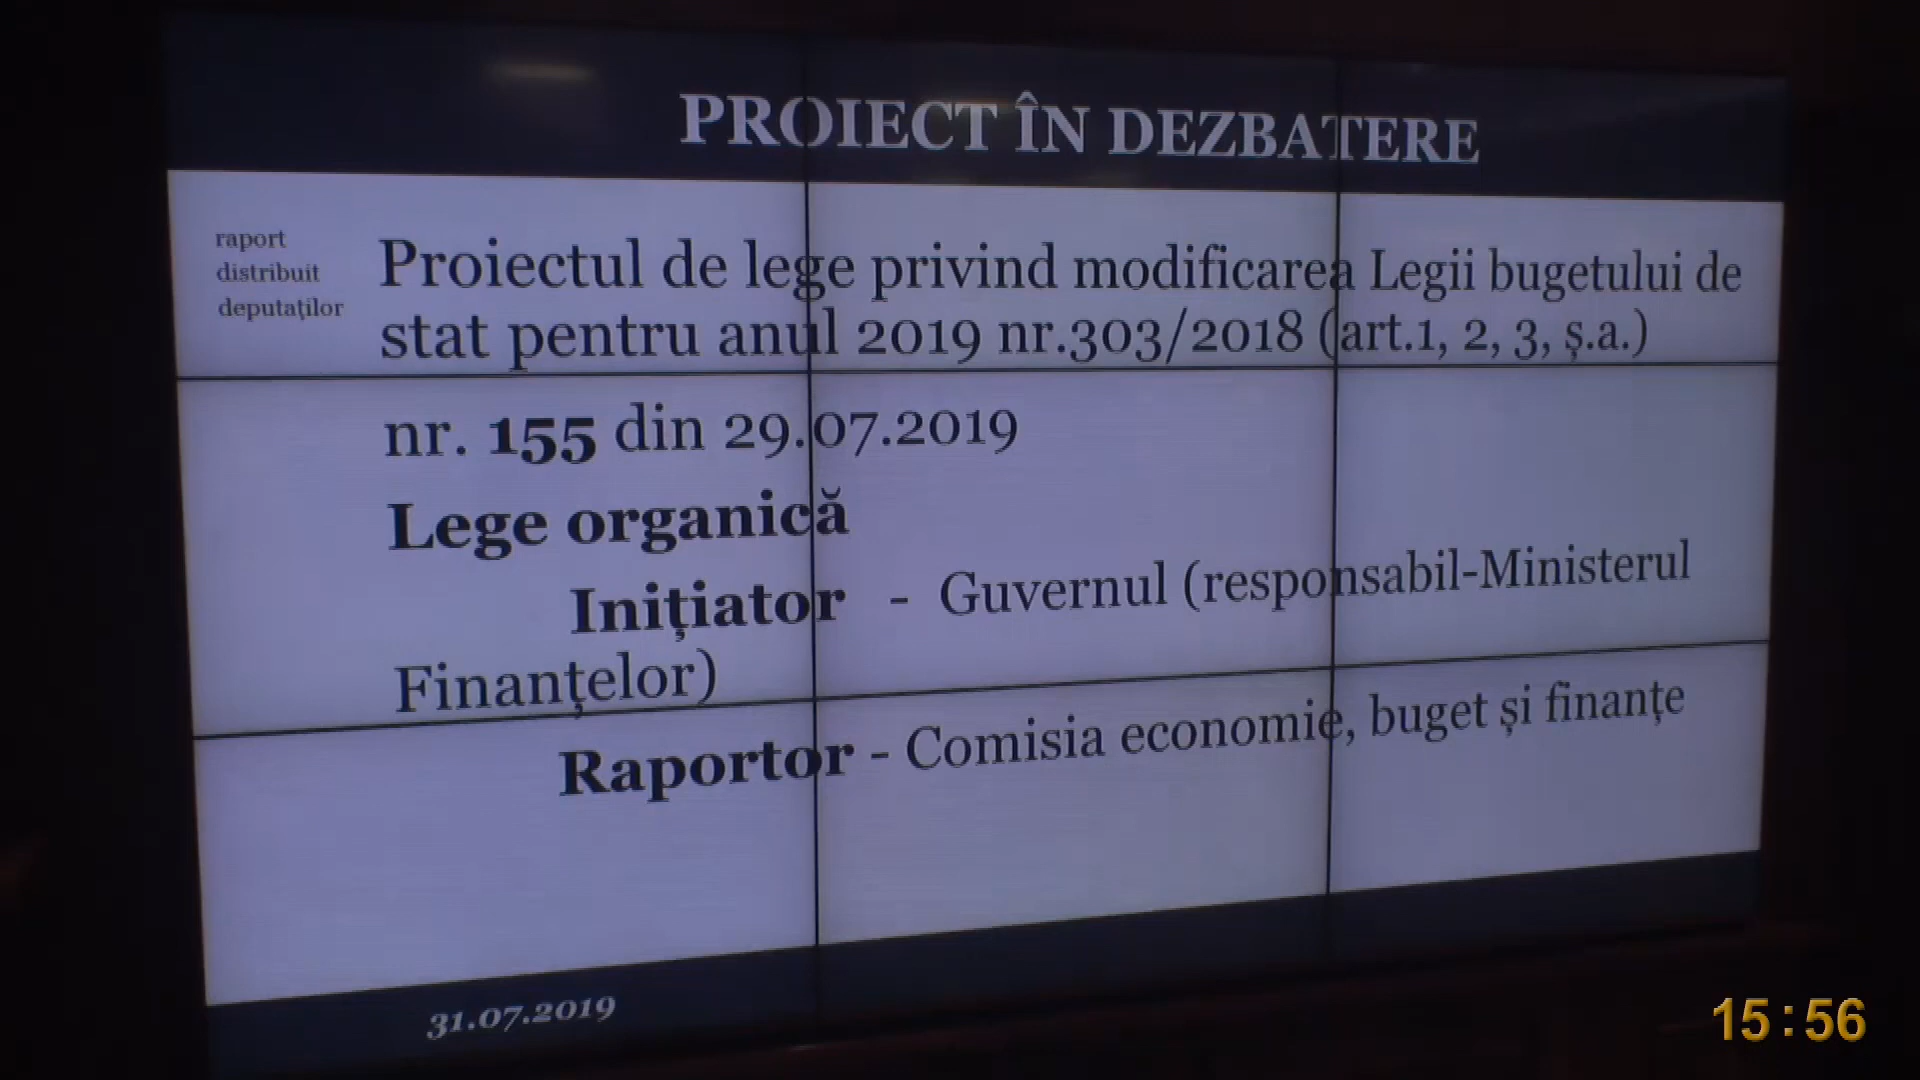 PROIECT ÎN DEZBATERE
raport
distribuit
deputaţilor
Proiectul de lege privind modificarea Legii bugetului de
stat pentru anul 2019 nr.303/2018 (art.1, 2, 3, ș.a.)
nr. 155 din 29.07.2019
Lege organică
Inițiator - Guvernul (responsabil-Ministerul
Finanțelor)
Raportor - Comisia economie, buget și finanțe
31.07.2019
15:56